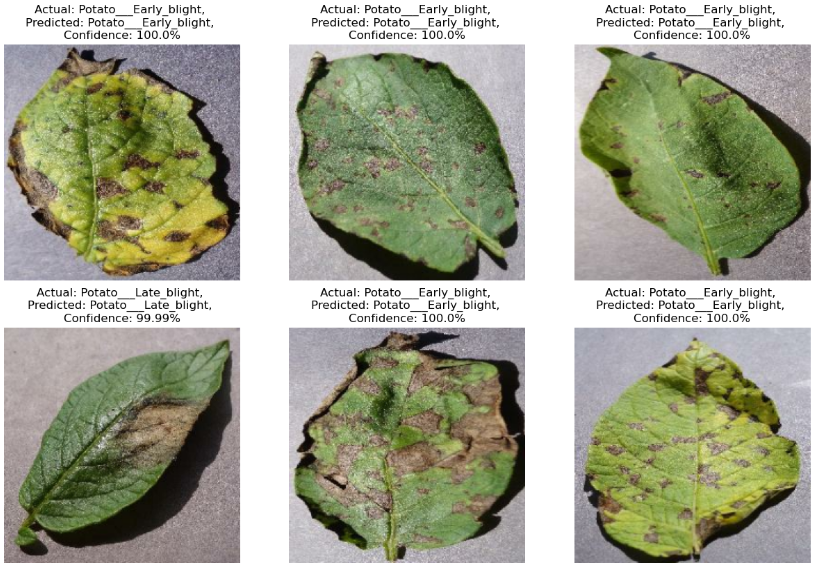 Actual: Potato___Early_blight,
Predicted: Potato___Early_blight,
Confidence: 100.0%
Actual: Potato___Early_blight,
Predicted: Potato___Early_blight,
Confidence: 100.0%
Actual: Potato___Early_blight,
Predicted: Potato___Early_blight,
Confidence: 100.0%
Actual: Potato___Late_blight,
Predicted: Potato___Late_blight,
Confidence: 99.99%
Actual: Potato___Early_blight,
Predicted: Potato___Early_blight,
Confidence: 100.0%
Actual: Potato___Early_blight,
Predicted: Potato___Early_blight,
Confidence: 100.0%